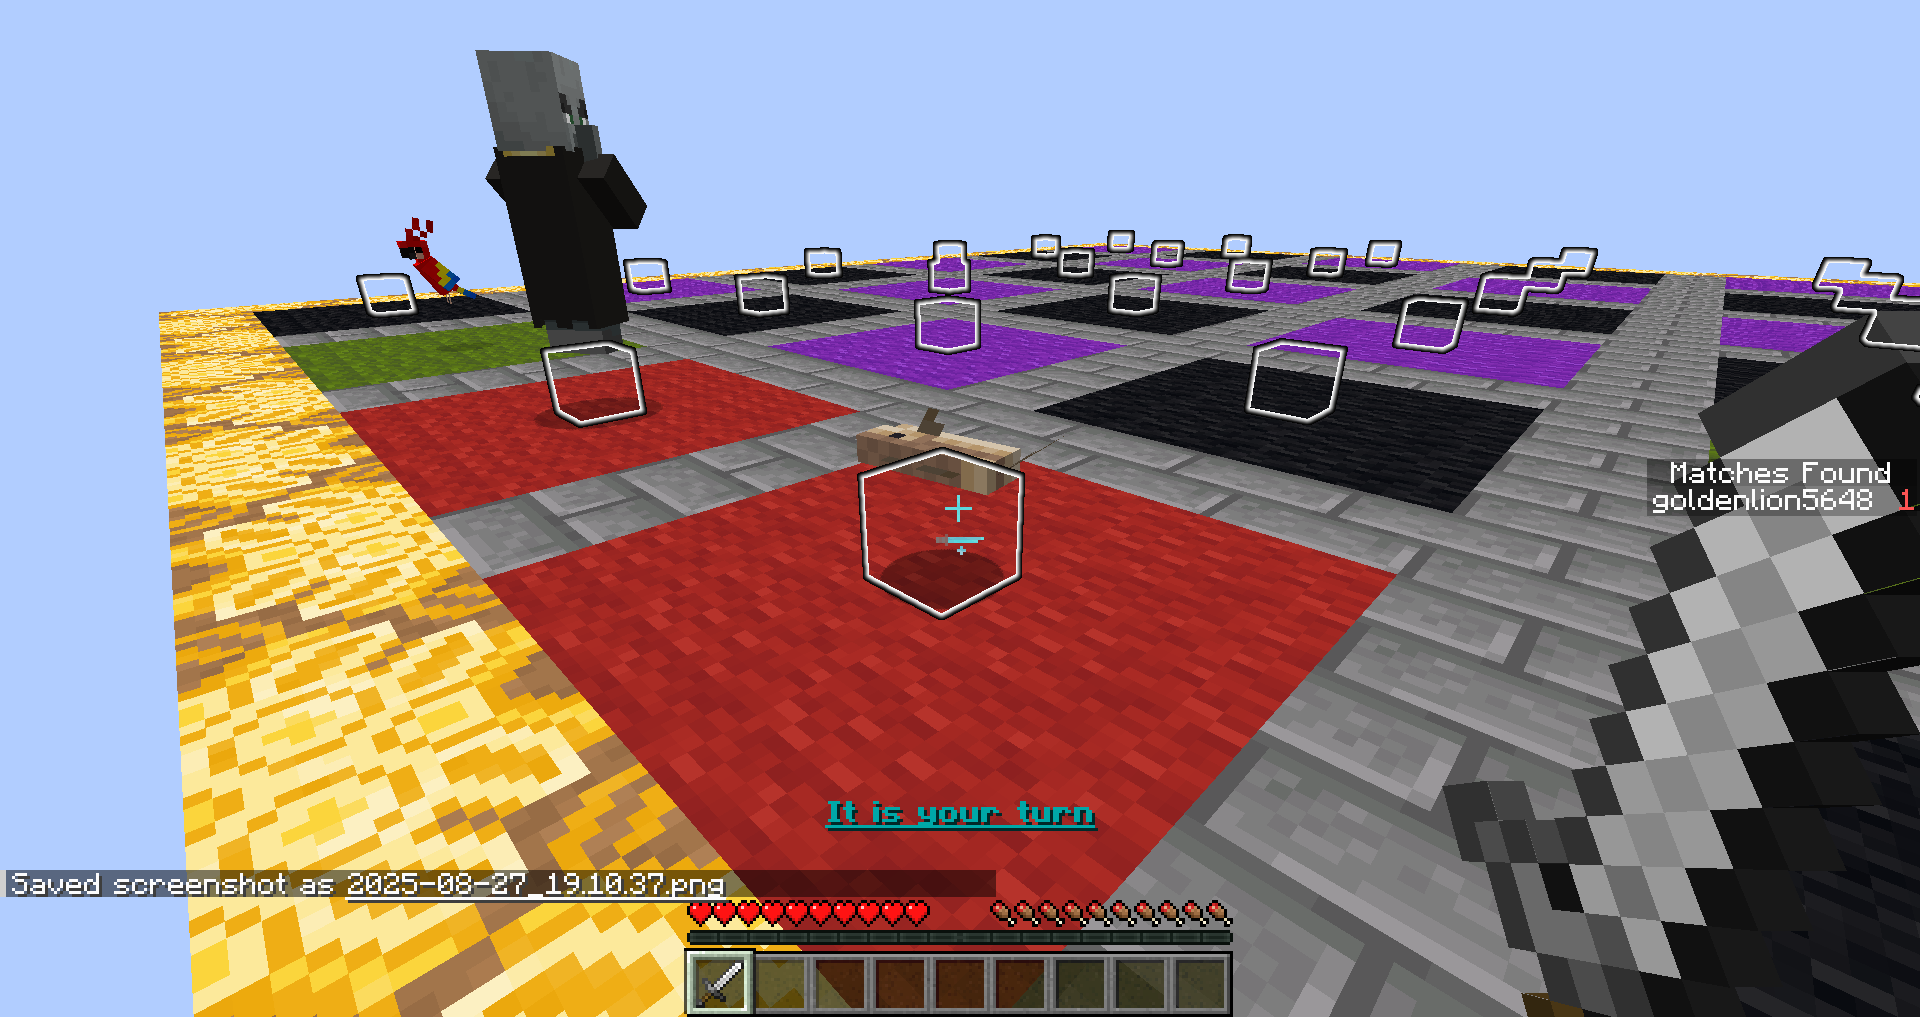 Matches Found
goldenlion5648 1
It is your turn
Saved screenshot as 2025-08-27_19.10.37.png